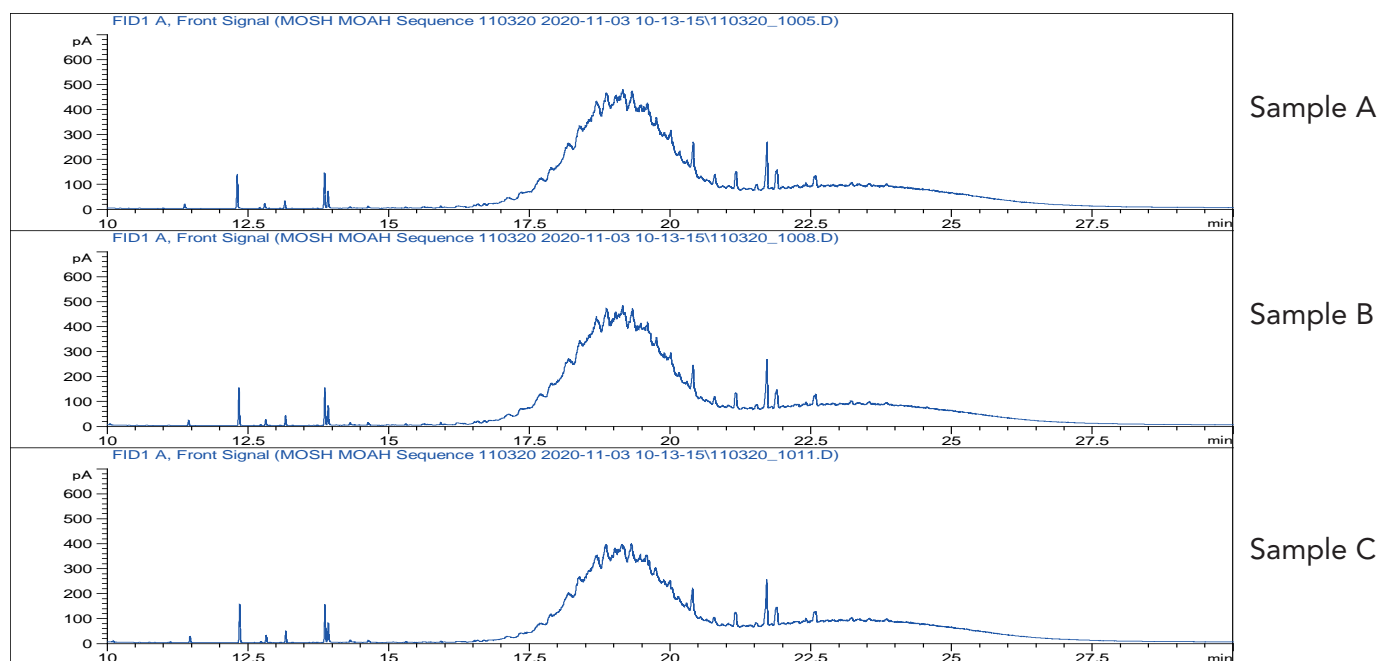 FID1 A, Front Signal (MOSH MOAH Sequence 110320 2020-11-03 10-13-15\110320_1005.D)
pA
600
500
400
300
200
100
0
10 12.5 15 17.5 20 22.5 25 27.5 min
Sample A
FID1 A, Front Signal (MOSH MOAH Sequence 110320 2020-11-03 10-13-15\110320_1008.D)
pA
600
500
400
300
200
100
0
10 12.5 15 17.5 20 22.5 25 27.5 min
Sample B
FID1 A, Front Signal (MOSH MOAH Sequence 110320 2020-11-03 10-13-15\110320_1011.D)
pA
600
500
400
300
200
100
0
10 12.5 15 17.5 20 22.5 25 27.5 min
Sample C